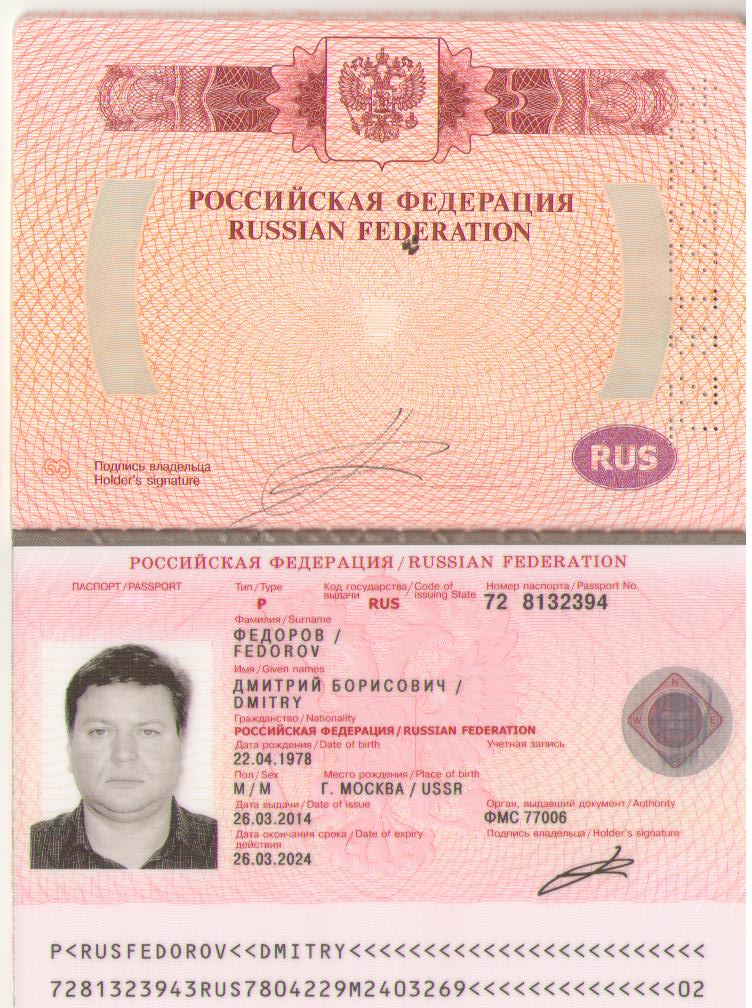 РОССИЙСКАЯ ФЕДЕРАЦИЯ
RUSSIAN FEDERATION
RUS
Подпись владельца
Holder's signature
РОССИЙСКАЯ ФЕДЕРАЦИЯ / RUSSIAN FEDERATION
ПАСПОРТ / PASSPORT
Тип / Type
P
Код государства / Code of
выдачи issuing State
RUS
Номер паспорта / Passport No.
72 8132394
Фамилия / Surname
ФЕДОРОВ /
FEDOROV
Имя / Given names
ДМИТРИЙ БОРИСОВИЧ /
DMITRY
Гражданство / Nationality
РОССИЙСКАЯ ФЕДЕРАЦИЯ / RUSSIAN FEDERATION
Дата рождения / Date of birth
22.04.1978
Учетная запись
Пол / Sex
М / M
Место рождения / Place of birth
Г. МОСКВА / USSR
Дата выдачи / Date of issue
26.03.2014
Орган, выдавший документ / Authority
ФМС 77006
Дата окончания срока / Date of expiry
действия
26.03.2024
Подпись владельца / Holder's signature
N
W
E
S
P<RUSFEDOROV<<DMITRY<<<<<<<<<<<<<<<<<<<<<<<<
7281323943RUS7804229M2403269<<<<<<<<<<<<<<02